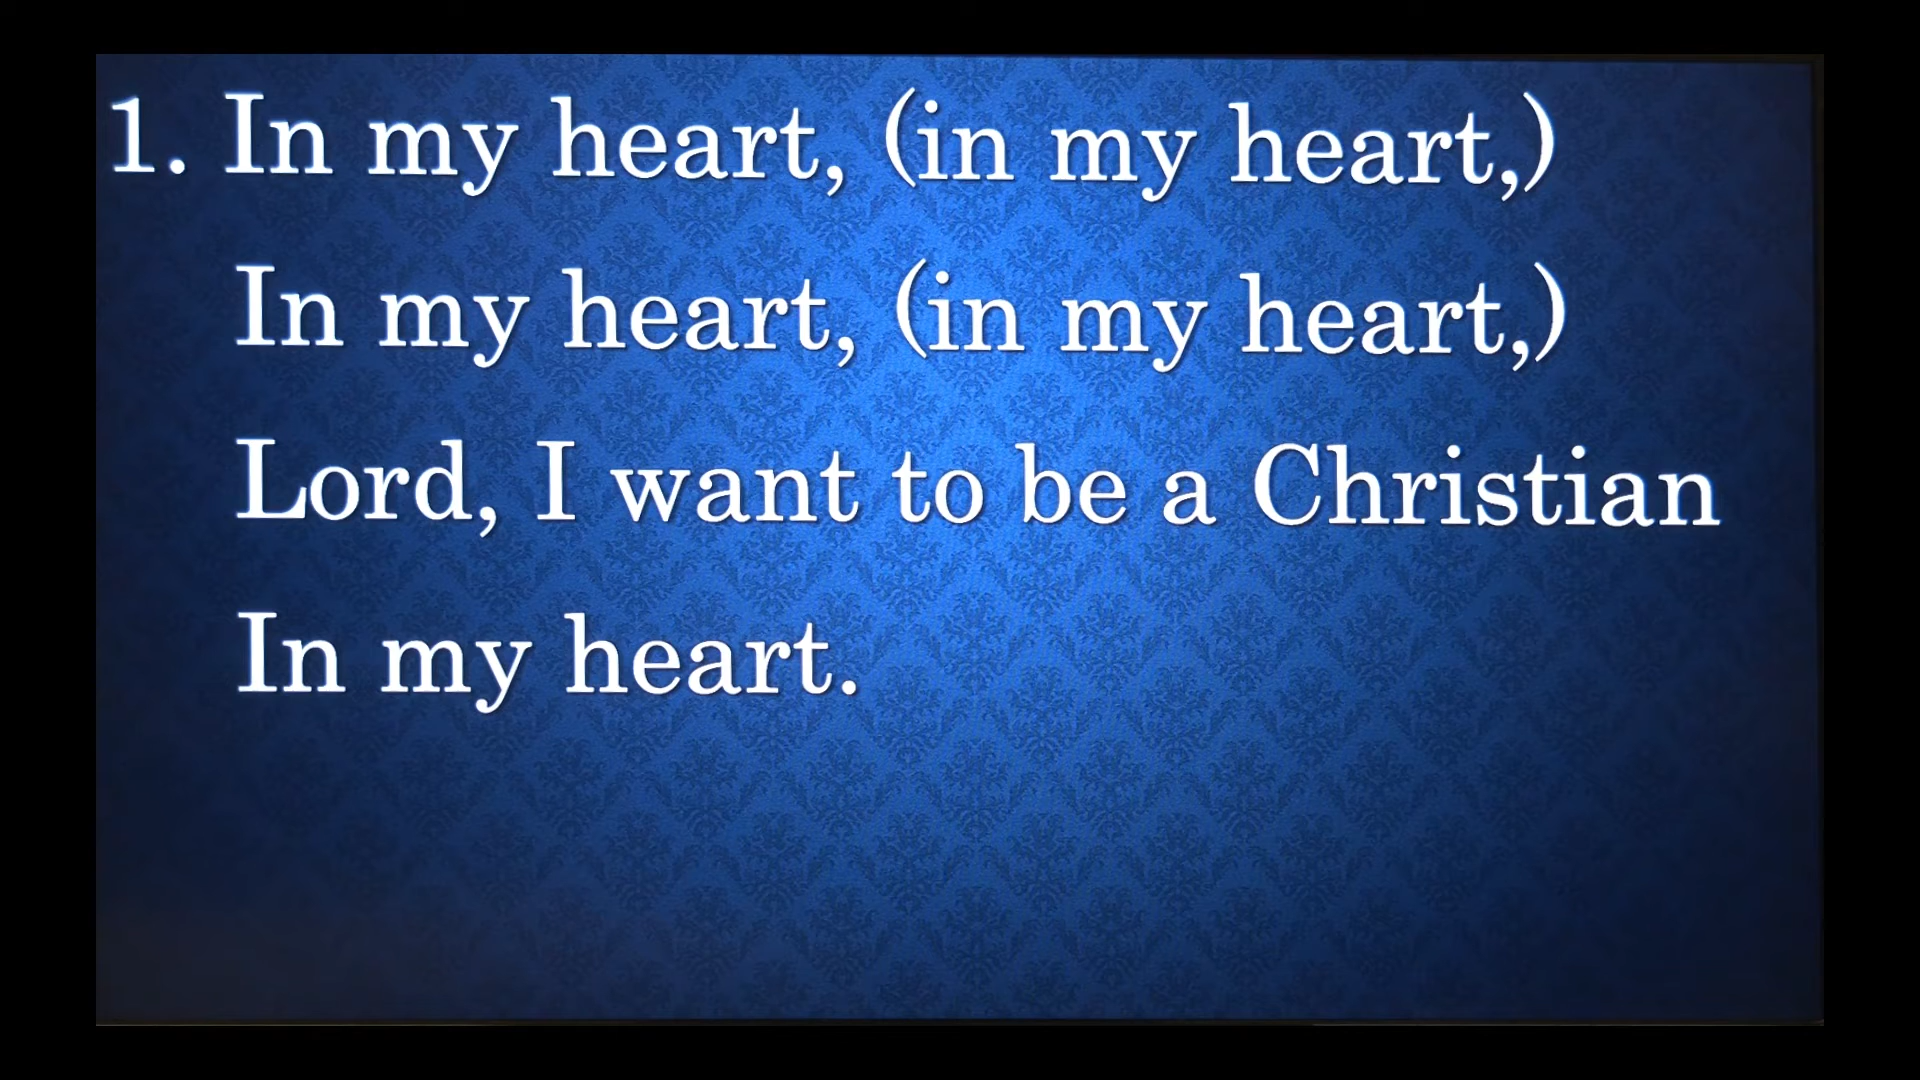 1. In my heart, (in my heart,)
In my heart, (in my heart,)
Lord, I want to be a Christian
In my heart.